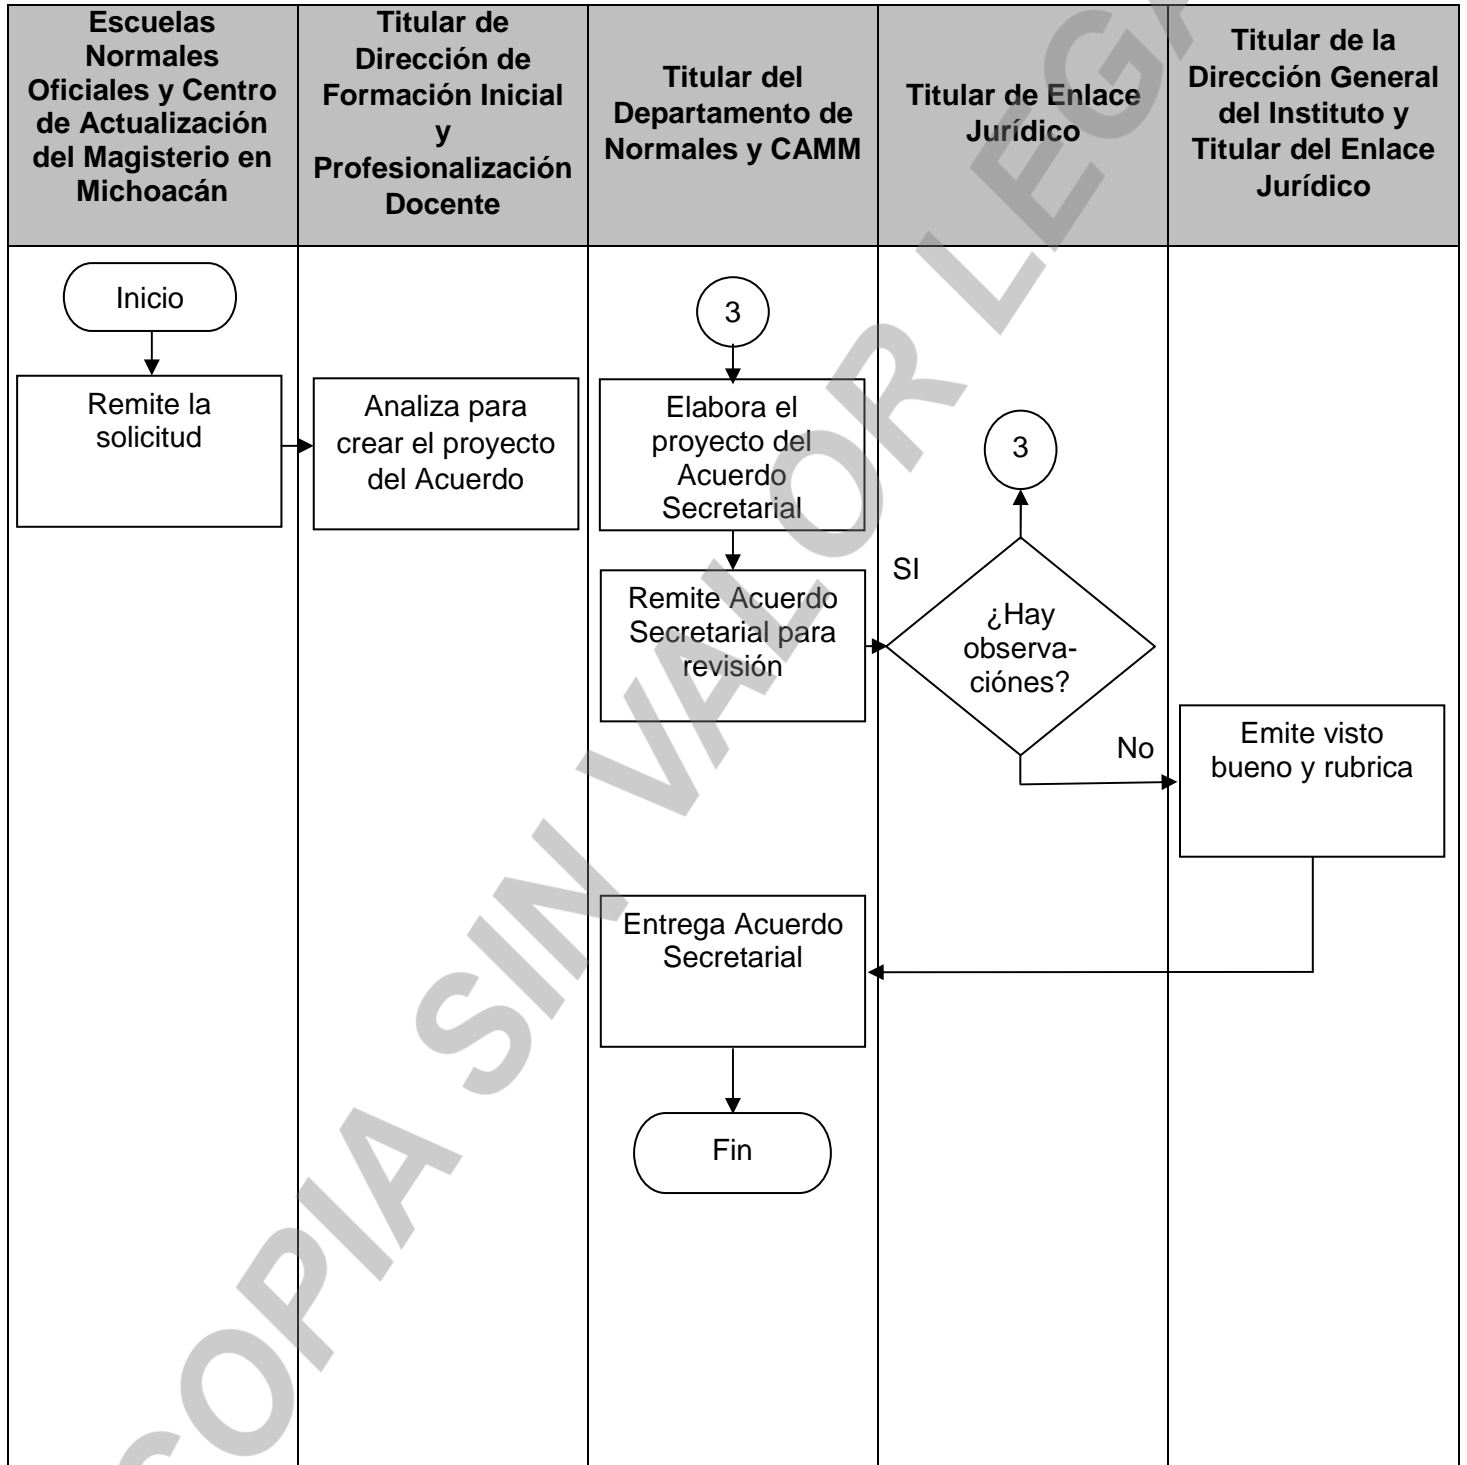 Escuelas
Normales
Oficiales y Centro
de Actualización
del Magisterio en
Michoacán
Titular de
Dirección de
Formación Inicial
y
Profesionalización
Docente
Titular del
Departamento de
Normales y CAMM
Titular de Enlace
Jurídico
Titular de la
Dirección General
del Instituto y
Titular del Enlace
Jurídico
Inicio
Remite la
solicitud
Analiza para
crear el proyecto
del Acuerdo
3
Elabora el
proyecto del
Acuerdo
Secretarial
Remite Acuerdo
Secretarial para
revisión
3
SI
¿Hay
observa-
ciónes?
No
Emite visto
bueno y rubrica
Entrega Acuerdo
Secretarial
Fin
COPIA SIN VALOR LEGA